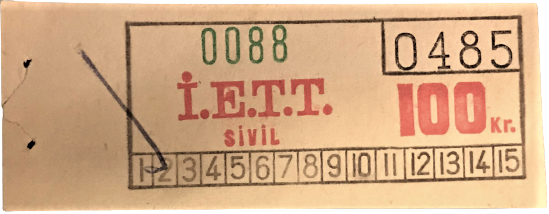 0088 0485
İ.E.T.T. 100 Kr.
SİVİL
1 2 3 4 5 6 7 8 9 10 11 12 13 14 15